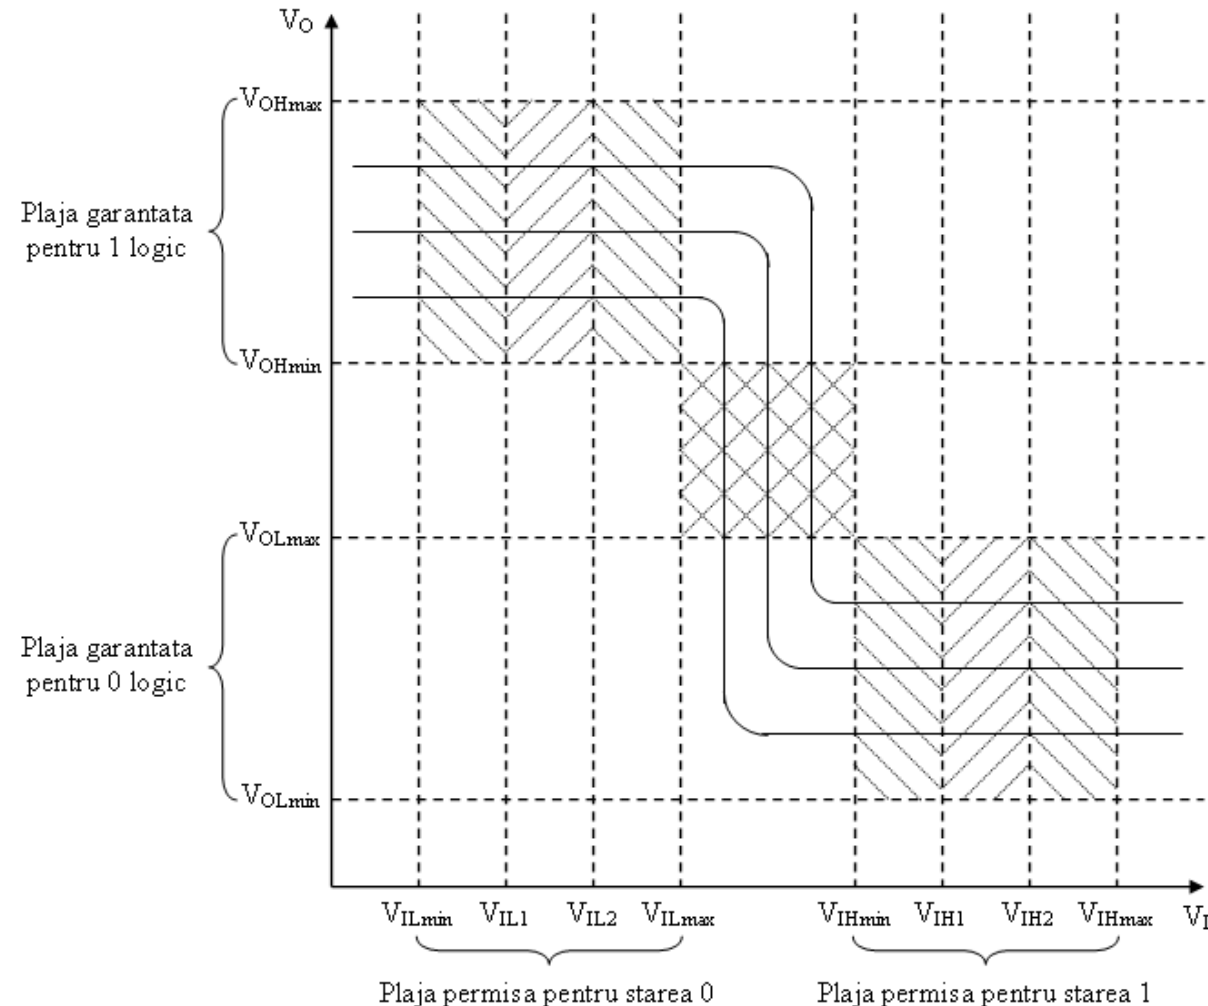 V_O
V_OHmax
Plaja garantata
pentru 1 logic
V_OHmin
V_OLmax
Plaja garantata
pentru 0 logic
V_OLmin
V_ILmin V_IL1 V_IL2 V_ILmax V_IHmin V_IH1 V_IH2 V_IHmax V_I
Plaja permisa pentru starea 0 Plaja permisa pentru starea 1